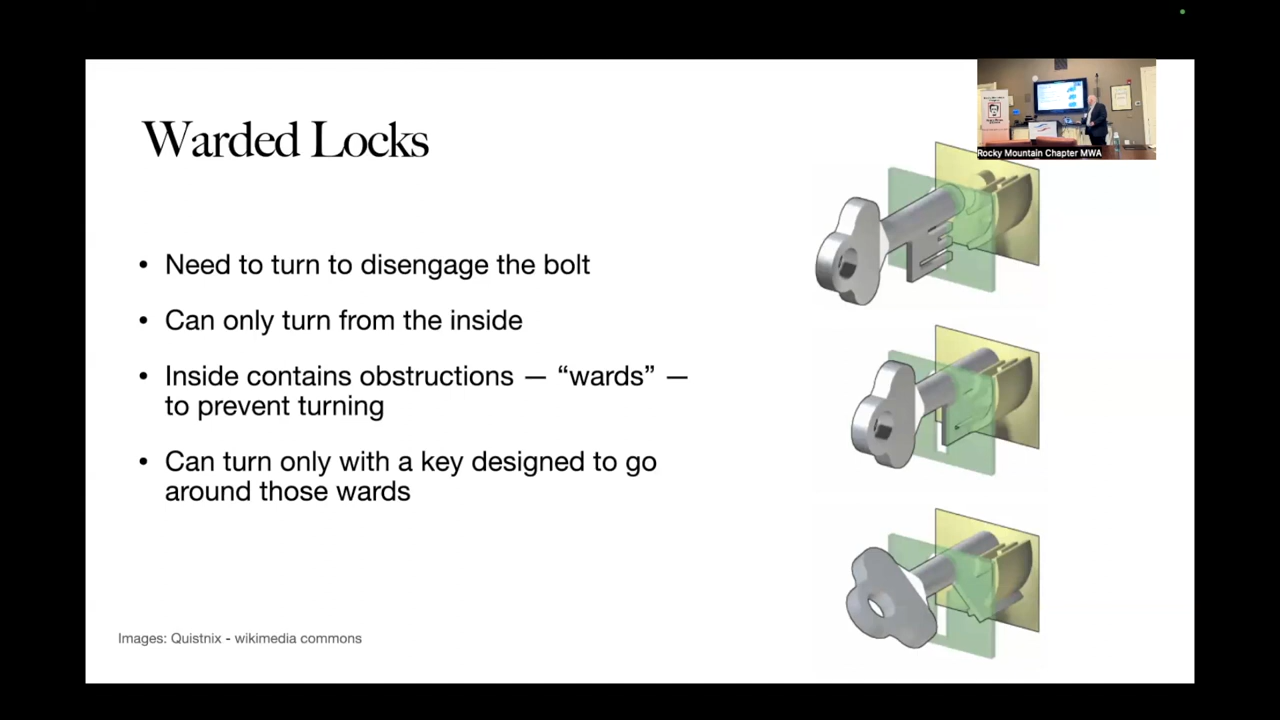 Warded Locks
Rocky Mountain Chapter MWA
• Need to turn to disengage the bolt
• Can only turn from the inside
• Inside contains obstructions — “wards” —
to prevent turning
• Can turn only with a key designed to go
around those wards
Images: Quistnix - wikimedia commons